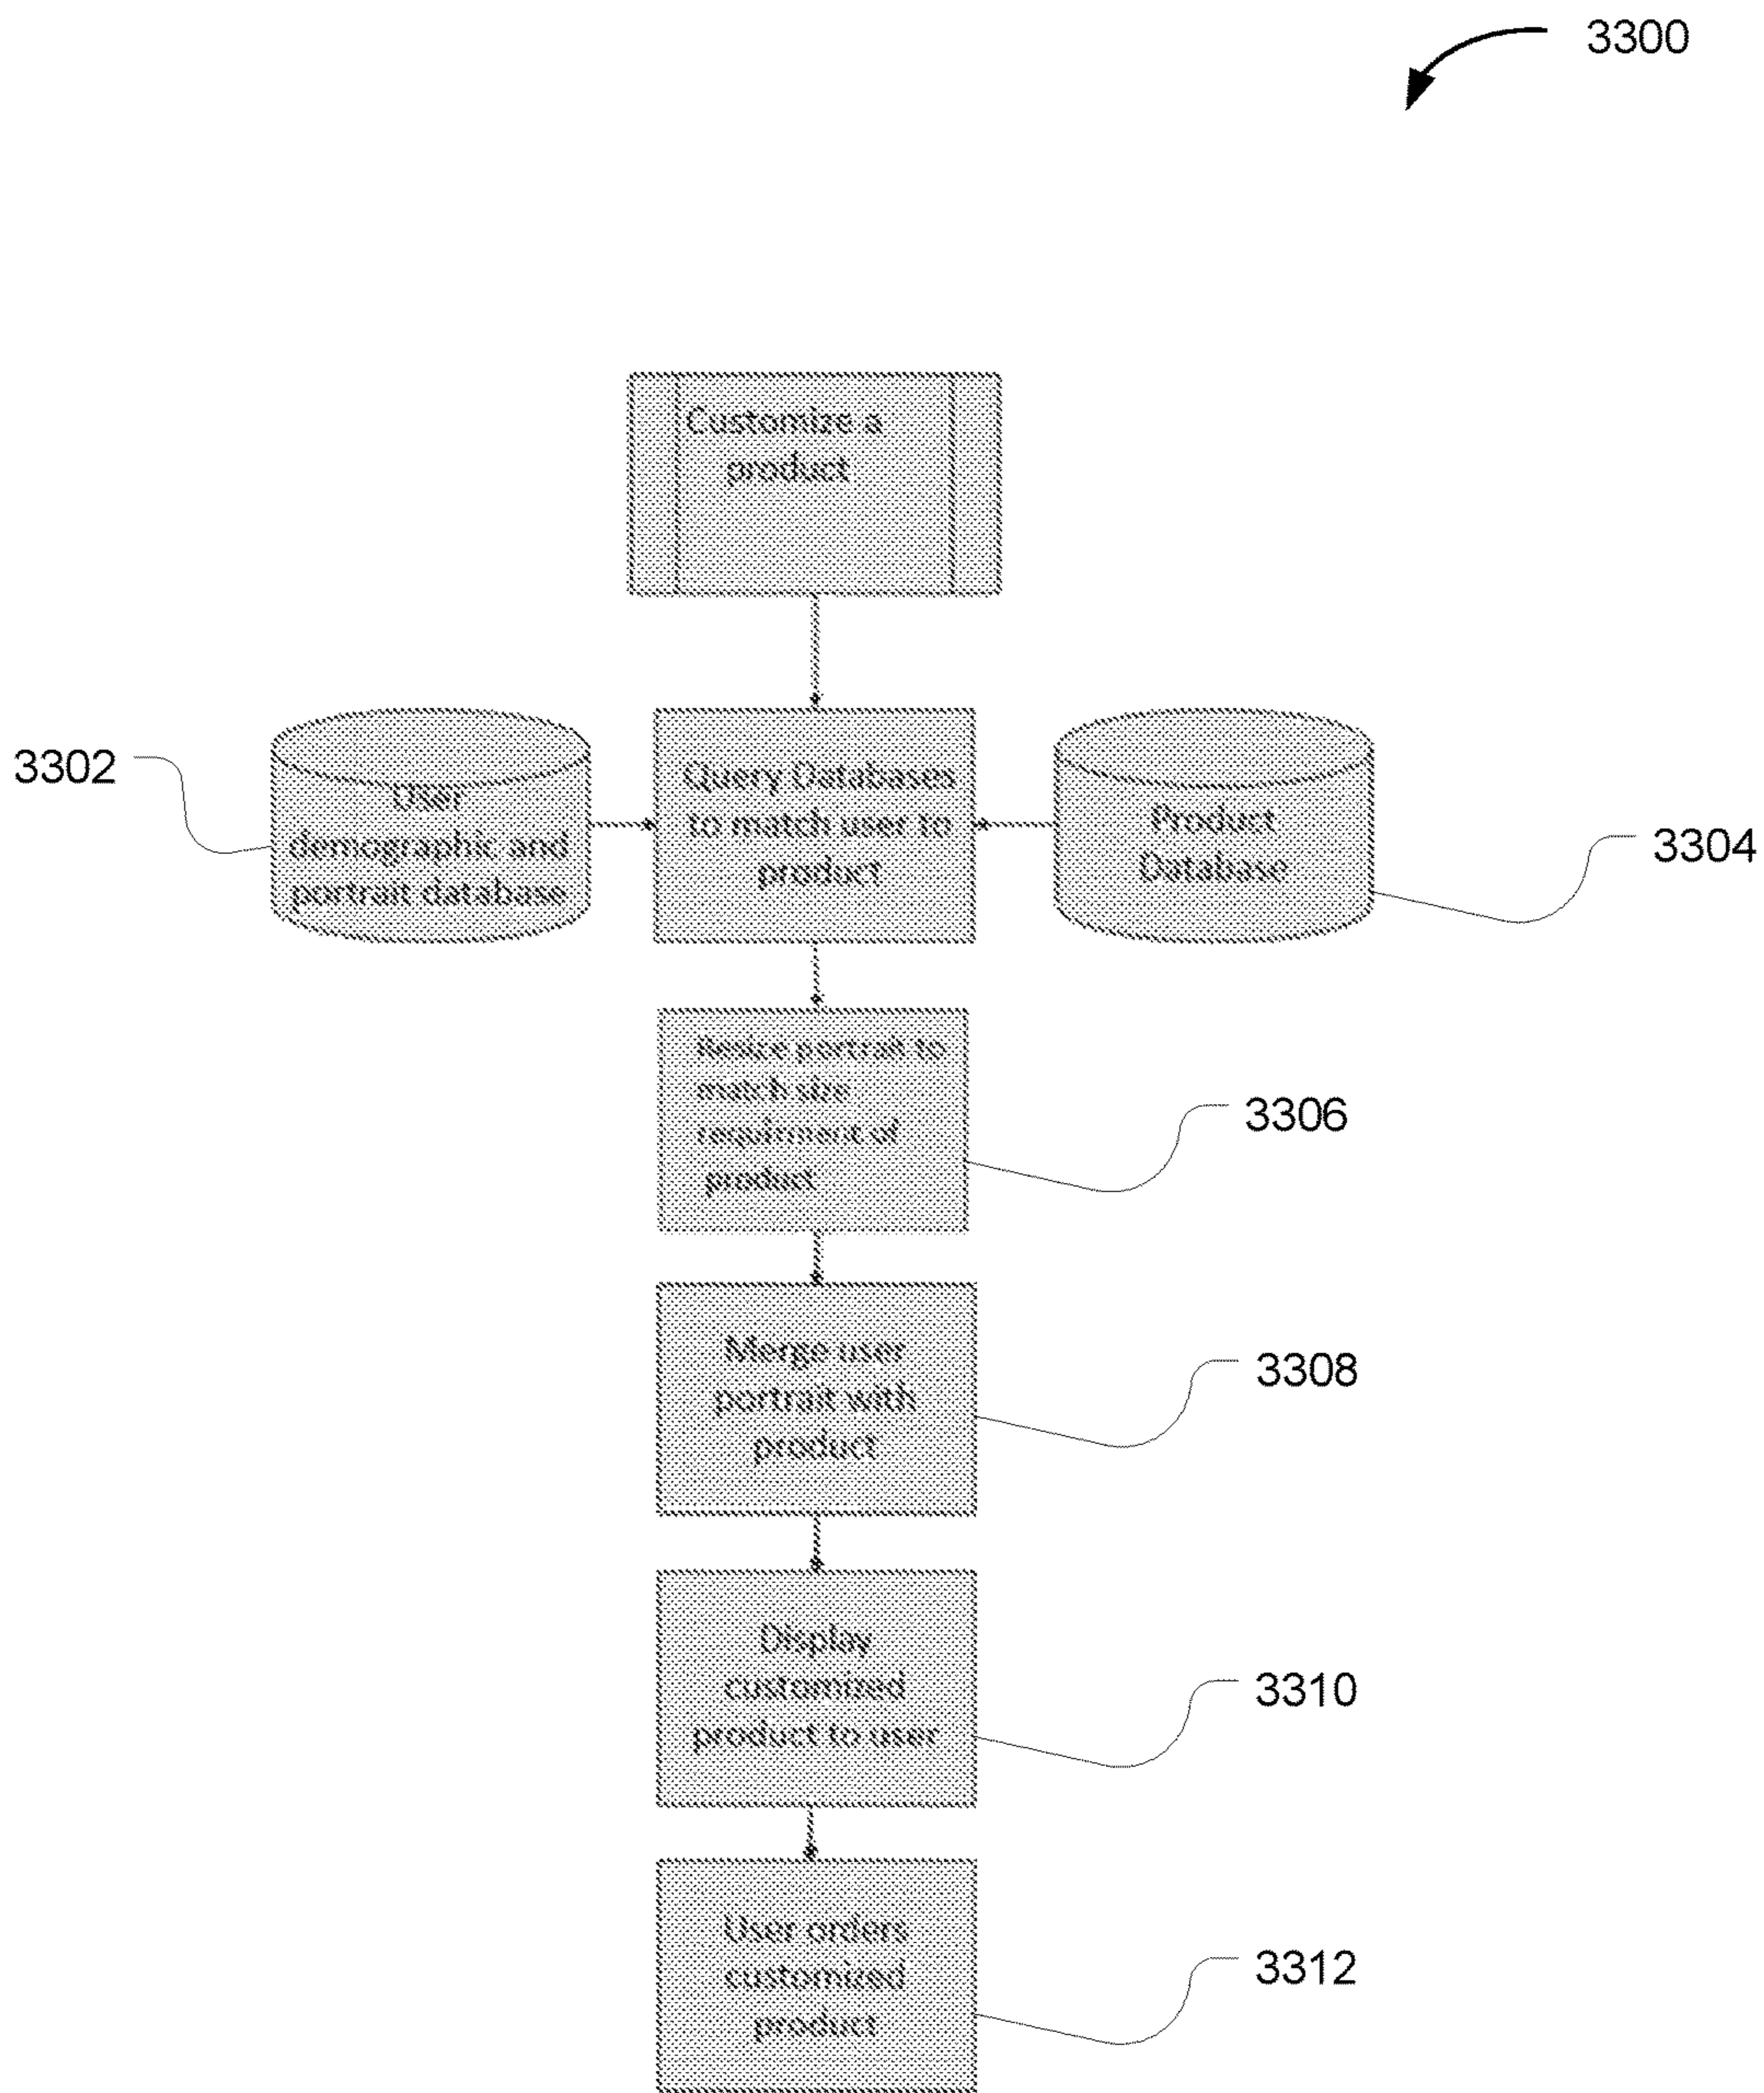 3300
Customize a
product
3302
User
demographic and
portrait database
Query Databases
to match user to
product
Product
Database
3304
Resize portrait to
match size
requirment of
product
3306
Merge user
portrait with
product
3308
Display
customized
product to user
3310
User orders
customized
product
3312